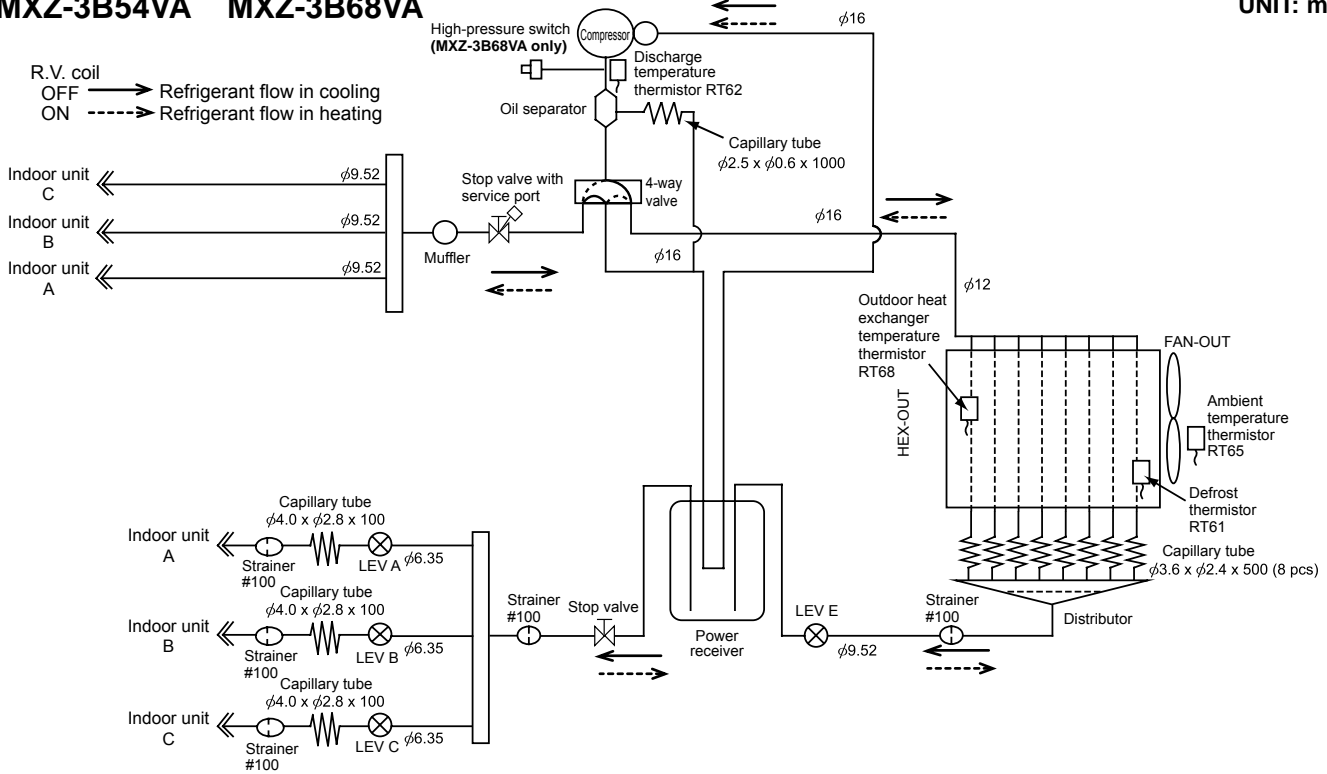 MXZ-3B54VA MXZ-3B68VA
UNIT: m
High-pressure switch
(MXZ-3B68VA only)
Compressor
ϕ16
Discharge
temperature
thermistor RT62
R.V. coil
OFF Refrigerant flow in cooling
ON Refrigerant flow in heating
Oil separator
Capillary tube
ϕ2.5 x ϕ0.6 x 1000
Indoor unit
C
ϕ9.52
Indoor unit
B
ϕ9.52
Indoor unit
A
ϕ9.52
Muffler
Stop valve with
service port
4-way
valve
ϕ16
ϕ16
ϕ12
Outdoor heat
exchanger
temperature
thermistor
RT68
HEX-OUT
FAN-OUT
Ambient
temperature
thermistor
RT65
Defrost
thermistor
RT61
Capillary tube
ϕ3.6 x ϕ2.4 x 500 (8 pcs)
Distributor
Capillary tube
ϕ4.0 x ϕ2.8 x 100
Indoor unit
A
Strainer
#100
LEV A
ϕ6.35
Capillary tube
ϕ4.0 x ϕ2.8 x 100
Indoor unit
B
Strainer
#100
LEV B
ϕ6.35
Capillary tube
ϕ4.0 x ϕ2.8 x 100
Indoor unit
C
Strainer
#100
LEV C
ϕ6.35
Strainer
#100
Stop valve
Power
receiver
LEV E
ϕ9.52
Strainer
#100